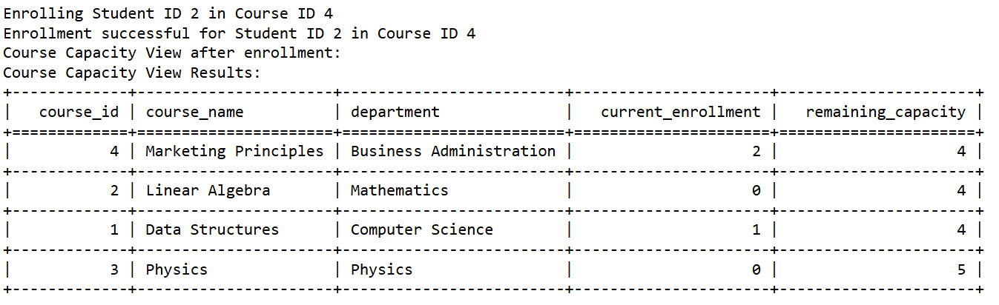 Enrolling Student ID 2 in Course ID 4
Enrollment successful for Student ID 2 in Course ID 4
Course Capacity View after enrollment:
Course Capacity View Results:
+-------------+----------------------+-------------------------+----------------------+----------------------+
|   course_id | course_name          | department              |   current_enrollment |   remaining_capacity |
+=============+======================+=========================+======================+======================+
|           4 | Marketing Principles | Business Administration |                    2 |                    4 |
+-------------+----------------------+-------------------------+----------------------+----------------------+
|           2 | Linear Algebra       | Mathematics             |                    0 |                    4 |
+-------------+----------------------+-------------------------+----------------------+----------------------+
|           1 | Data Structures      | Computer Science        |                    1 |                    4 |
+-------------+----------------------+-------------------------+----------------------+----------------------+
|           3 | Physics              | Physics                 |                    0 |                    5 |
+-------------+----------------------+-------------------------+----------------------+----------------------+